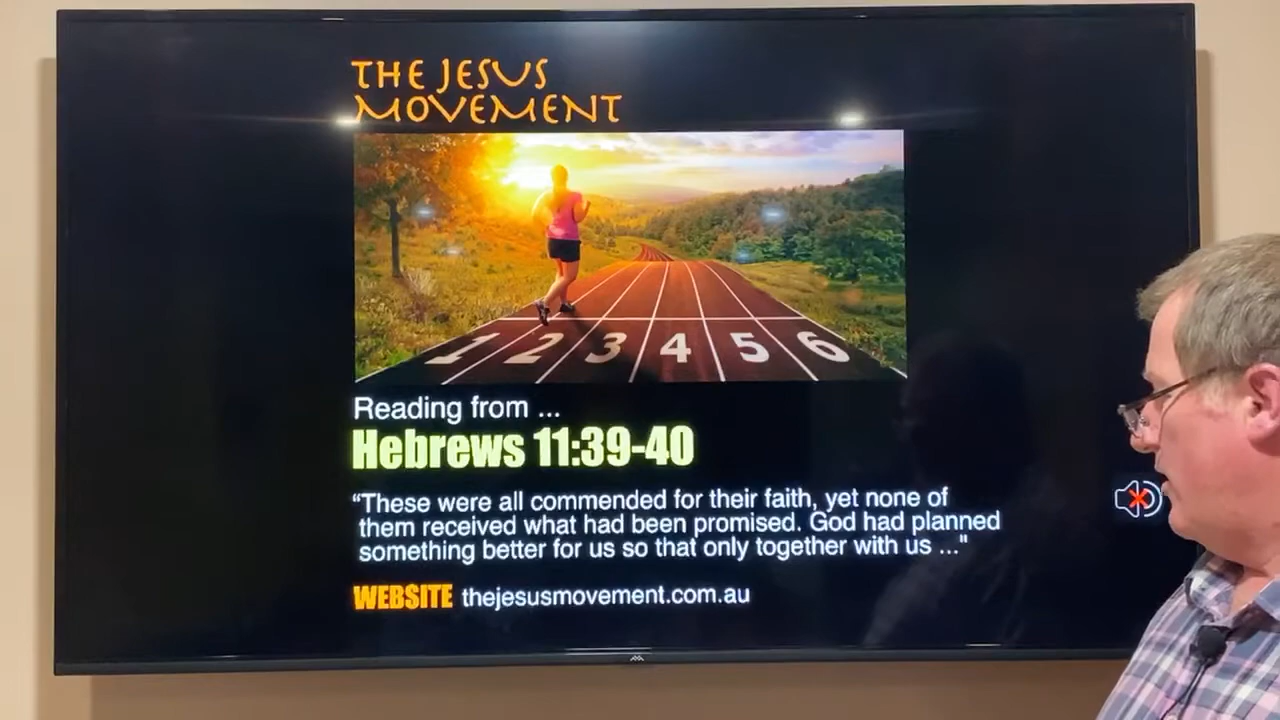 THE JESUS
MOVEMENT
1 2 3 4 5 6
Reading from ...
Hebrews 11:39-40
“These were all commended for their faith, yet none of
them received what had been promised. God had planned
something better for us so that only together with us ..."
WEBSITE thejesusmovement.com.au